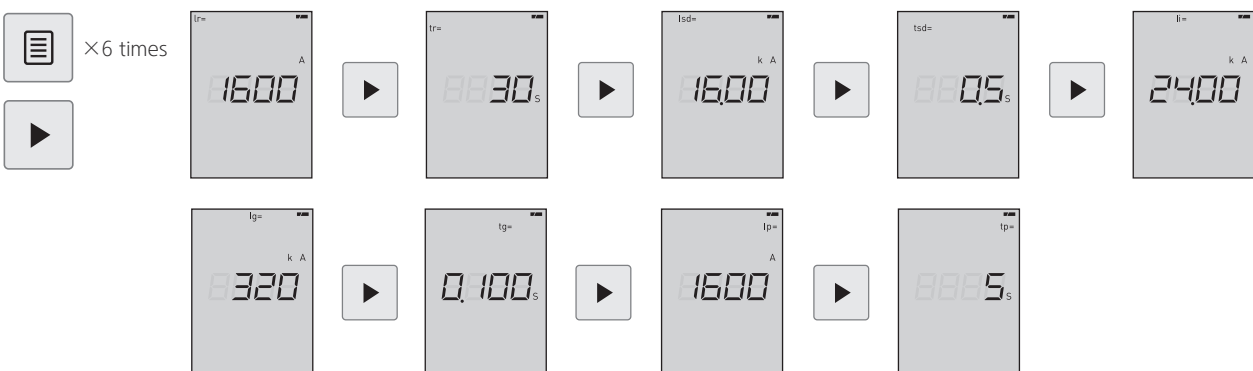 ×6 times
Ir=
A
1600
tr=
30 s
Isd=
k A
16.00
tsd=
0.5 s
Ii=
k A
24.00
Ig=
k A
320
tg=
0.100 s
Ip=
A
1600
tp=
5 s